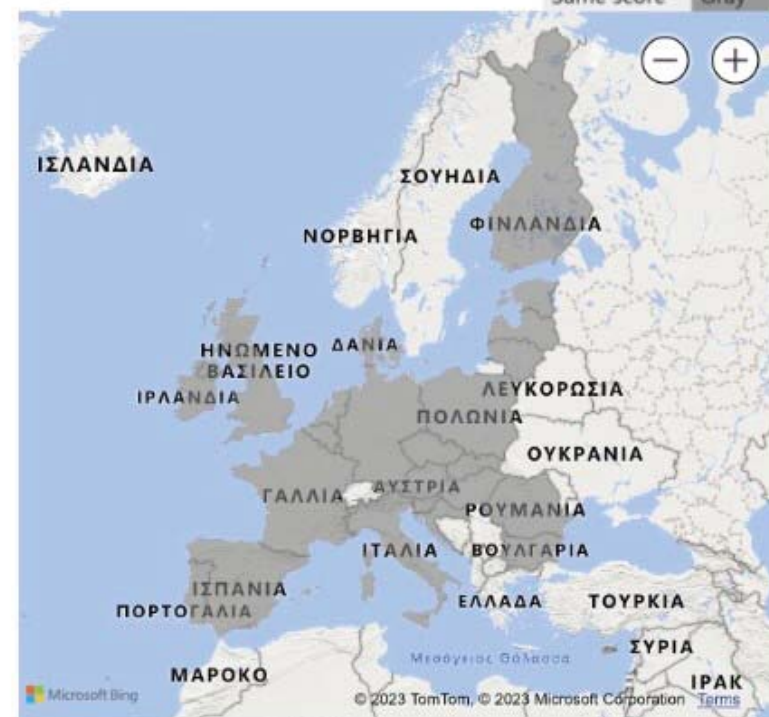 Same score Gray
ΙΣΛΑΝΔΙΑ
ΣΟΥΗΔΙΑ
ΦΙΝΛΑΝΔΙΑ
ΝΟΡΒΗΓΙΑ
ΗΝΩΜΕΝΟ
ΒΑΣΙΛΕΙΟ
ΔΑΝΙΑ
ΙΡΛΑΝΔΙΑ
ΛΕΥΚΟΡΩΣΙΑ
ΠΟΛΩΝΙΑ
ΟΥΚΡΑΝΙΑ
ΓΑΛΛΙΑ
ΑΥΣΤΡΙΑ
ΡΟΥΜΑΝΙΑ
ΙΤΑΛΙΑ
ΒΟΥΛΓΑΡΙΑ
ΙΣΠΑΝΙΑ
ΠΟΡΤΟΓΑΛΙΑ
ΕΛΛΑΔΑ
ΤΟΥΡΚΙΑ
ΣΥΡΙΑ
Μεσόγειος Θάλασσα
ΜΑΡΟΚΟ
ΙΡΑΚ
Microsoft Bing
© 2023 TomTom, © 2023 Microsoft Corporation Terms